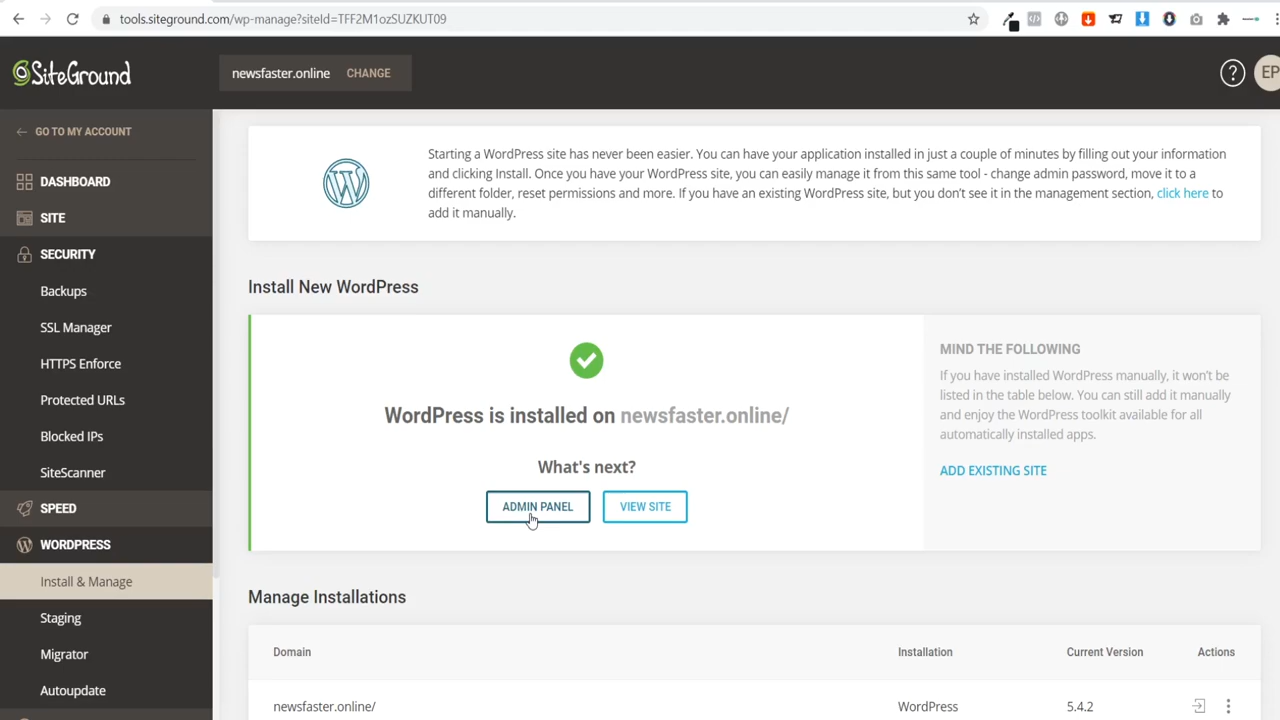 tools.siteground.com/wp-manage?siteId=TFF2M1ozSUZKUT09
SiteGround
newsfaster.online CHANGE
?
EP
GO TO MY ACCOUNT
DASHBOARD
SITE
SECURITY
Backups
SSL Manager
HTTPS Enforce
Protected URLs
Blocked IPs
SiteScanner
SPEED
WORDPRESS
Install & Manage
Staging
Migrator
Autoupdate
Starting a WordPress site has never been easier. You can have your application installed in just a couple of minutes by filling out your information
and clicking Install. Once you have your WordPress site, you can easily manage it from this same tool - change admin password, move it to a
different folder, reset permissions and more. If you have an existing WordPress site, but you don't see it in the management section, click here to
add it manually.
Install New WordPress
WordPress is installed on newsfaster.online/
What's next?
ADMIN PANEL
VIEW SITE
MIND THE FOLLOWING
If you have installed WordPress manually, it won't be
listed in the table below. You can still add it manually
and enjoy the WordPress toolkit available for all
automatically installed apps.
ADD EXISTING SITE
Manage Installations
Domain Installation Current Version Actions
newsfaster.online/ WordPress 5.4.2